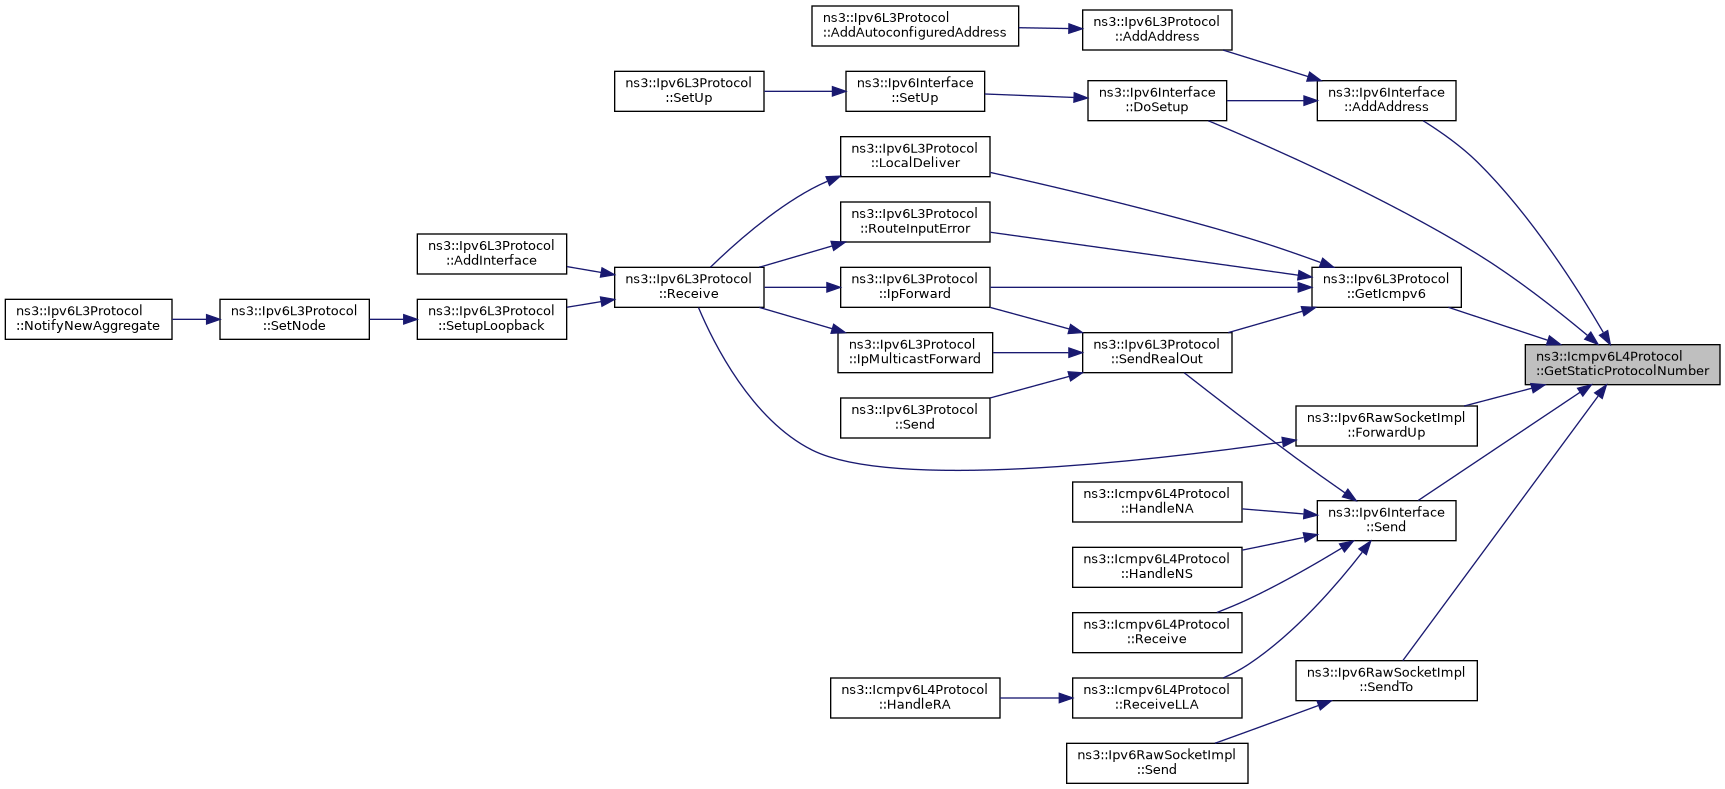 ns3::Ipv6L3Protocol
::AddAutoconfiguredAddress
ns3::Ipv6L3Protocol
::AddAddress
ns3::Ipv6L3Protocol
::SetUp
ns3::Ipv6Interface
::SetUp
ns3::Ipv6Interface
::DoSetup
ns3::Ipv6Interface
::AddAddress
ns3::Ipv6L3Protocol
::LocalDeliver
ns3::Ipv6L3Protocol
::RouteInputError
ns3::Ipv6L3Protocol
::AddInterface
ns3::Ipv6L3Protocol
::Receive
ns3::Ipv6L3Protocol
::IpForward
ns3::Ipv6L3Protocol
::GetIcmpv6
ns3::Ipv6L3Protocol
::NotifyNewAggregate
ns3::Ipv6L3Protocol
::SetNode
ns3::Ipv6L3Protocol
::SetupLoopback
ns3::Ipv6L3Protocol
::IpMulticastForward
ns3::Ipv6L3Protocol
::SendRealOut
ns3::Icmpv6L4Protocol
::GetStaticProtocolNumber
ns3::Ipv6L3Protocol
::Send
ns3::Ipv6RawSocketImpl
::ForwardUp
ns3::Icmpv6L4Protocol
::HandleNA
ns3::Ipv6Interface
::Send
ns3::Icmpv6L4Protocol
::HandleNS
ns3::Icmpv6L4Protocol
::Receive
ns3::Ipv6RawSocketImpl
::SendTo
ns3::Icmpv6L4Protocol
::HandleRA
ns3::Icmpv6L4Protocol
::ReceiveLLA
ns3::Ipv6RawSocketImpl
::Send